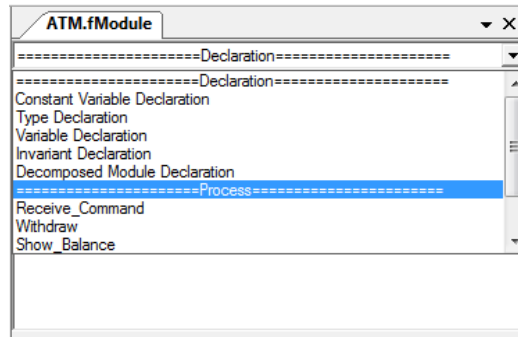 ATM.fModule
======================Declaration=====================
======================Declaration=====================
Constant Variable Declaration
Type Declaration
Variable Declaration
Invariant Declaration
Decomposed Module Declaration
======================Process======================
Receive_Command
Withdraw
Show_Balance